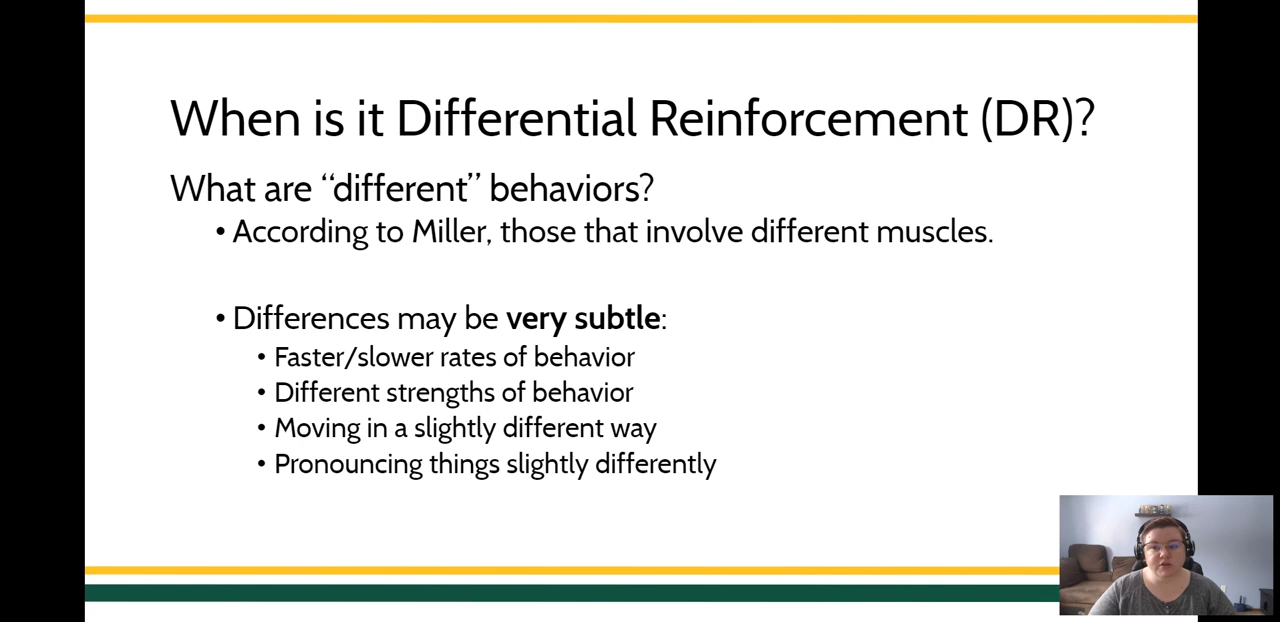 When is it Differential Reinforcement (DR)?
What are “different” behaviors?
• According to Miller, those that involve different muscles.
• Differences may be very subtle:
• Faster/slower rates of behavior
• Different strengths of behavior
• Moving in a slightly different way
• Pronouncing things slightly differently